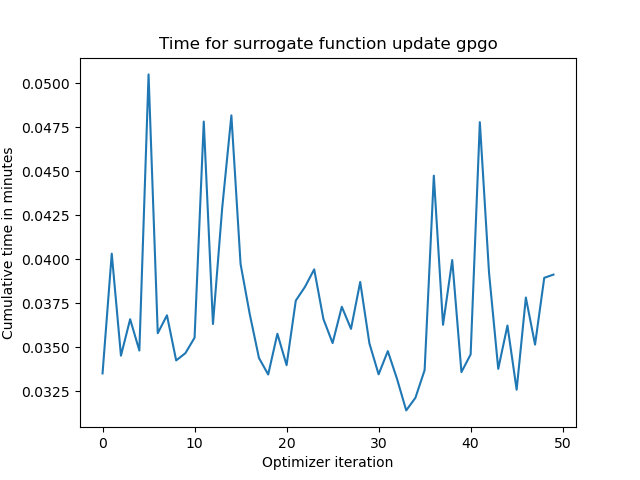 Time for surrogate function update gpgo
Cumulative time in minutes
0.0500
0.0475
0.0450
0.0425
0.0400
0.0375
0.0350
0.0325
0 10 20 30 40 50
Optimizer iteration